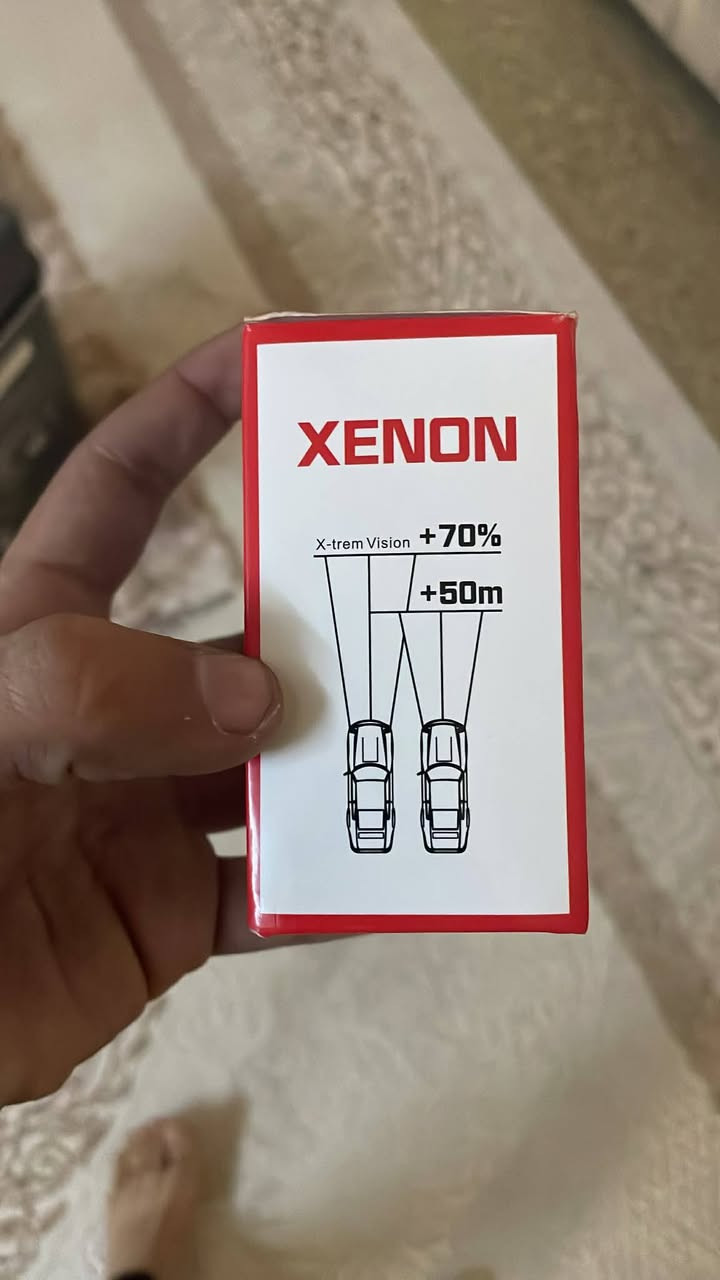 XENON
X-trem Vision +70%
+50m